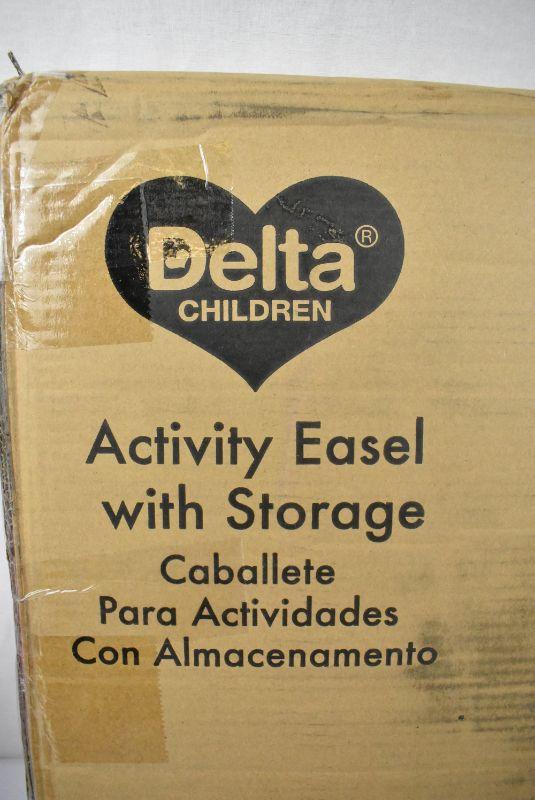 Delta®
CHILDREN
Activity Easel
with Storage
Caballete
Para Actividades
Con Almacenamento